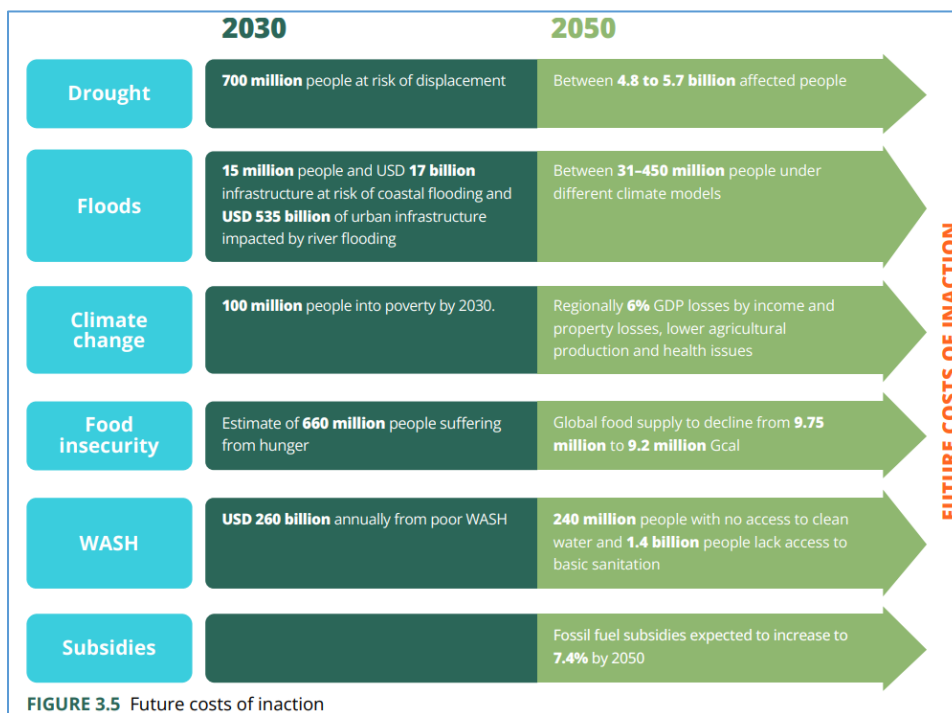 2030
2050
Drought
700 million people at risk of displacement
Between 4.8 to 5.7 billion affected people
Floods
15 million people and USD 17 billion
infrastructure at risk of coastal flooding and
USD 535 billion of urban infrastructure
impacted by river flooding
Between 31–450 million people under
different climate models
Climate
change
100 million people into poverty by 2030.
Regionally 6% GDP losses by income and
property losses, lower agricultural
production and health issues
Food
insecurity
Estimate of 660 million people suffering
from hunger
Global food supply to decline from 9.75
million to 9.2 million Gcal
WASH
USD 260 billion annually from poor WASH
240 million people with no access to clean
water and 1.4 billion people lack access to
basic sanitation
Subsidies
Fossil fuel subsidies expected to increase to
7.4% by 2050
FUTURE COSTS OF INACTION
FIGURE 3.5 Future costs of inaction